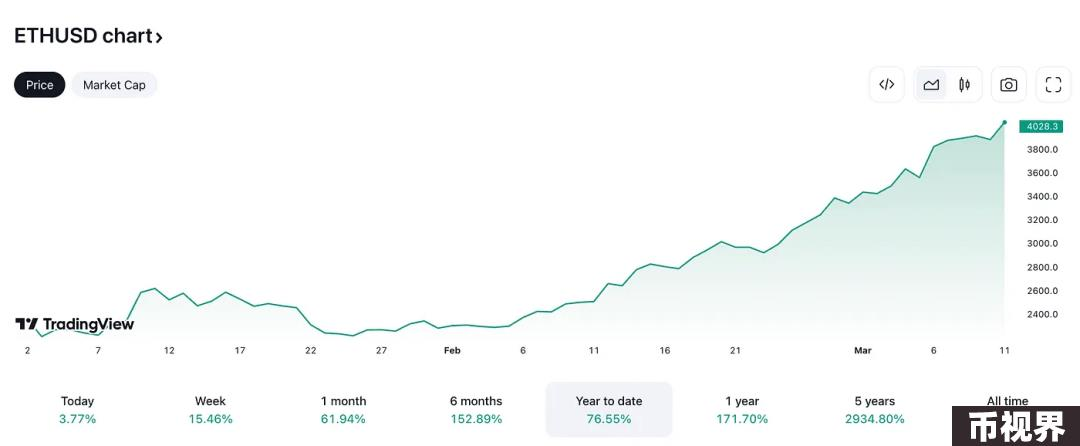 ETHUSD chart
Price Market Cap
4028.3
3800.0
3600.0
3400.0
3200.0
3000.0
2800.0
2600.0
2400.0
TradingView
2 7 12 17 22 27 Feb 6 11 16 21 Mar 6 11
Today Week 1 month 6 months Year to date 1 year 5 years All time
3.77% 15.46% 61.94% 152.89% 76.55% 171.70% 2934.80%
币视界